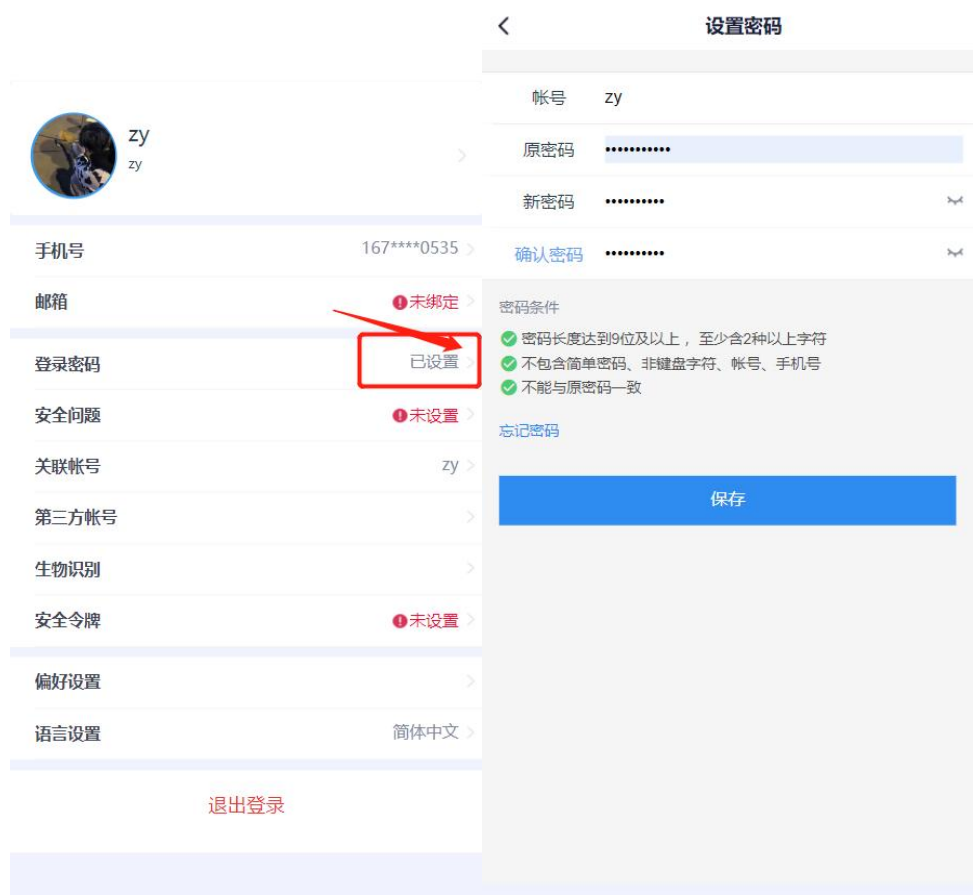 zy
zy
手机号 167****0535
邮箱 未绑定
登录密码 已设置
安全问题 未设置
关联帐号 zy
第三方帐号
生物识别
安全令牌 未设置
偏好设置
语言设置 简体中文
退出登录
设置密码
帐号 zy
原密码 •••••••••••
新密码 ••••••••••
确认密码 ••••••••••
密码条件
密码长度达到9位及以上，至少含2种以上字符
不包含简单密码、非键盘字符、帐号、手机号
不能与原密码一致
忘记密码
保存